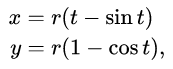 x = r(t − sin t)
y = r(1 − cos t),